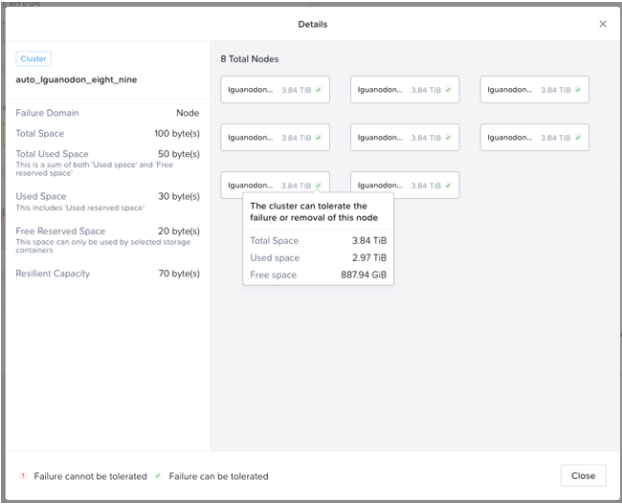 Details
Cluster
auto_Iguanodon_eight_nine
Failure Domain Node
Total Space 100 byte(s)
Total Used Space 50 byte(s)
This is a sum of both 'Used space' and 'Free
reserved space'
Used Space 30 byte(s)
This includes 'Used reserved space'
Free Reserved Space 20 byte(s)
This space can only be used by selected storage
containers
Resilient Capacity 70 byte(s)
8 Total Nodes
Iguanodon... 3.84 TiB
Iguanodon... 3.84 TiB
Iguanodon... 3.84 TiB
Iguanodon... 3.84 TiB
Iguanodon... 3.84 TiB
Iguanodon... 3.84 TiB
Iguanodon... 3.84 TiB
Iguanodon... 3.84 TiB
The cluster can tolerate the
failure or removal of this node
Total Space 3.84 TiB
Used space 2.97 TiB
Free space 887.94 GiB
Failure cannot be tolerated
Failure can be tolerated
Close